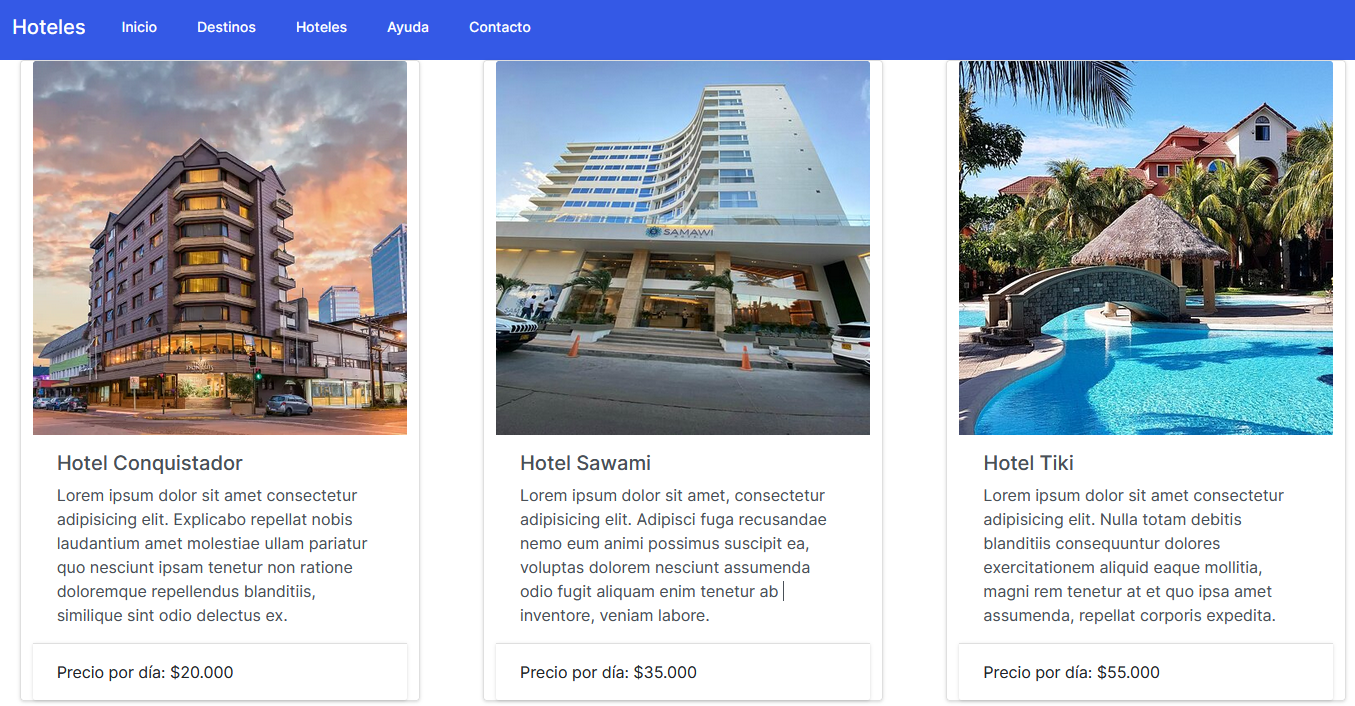 Hoteles Inicio Destinos Hoteles Ayuda Contacto
SAMAWI
Hotel Conquistador
Lorem ipsum dolor sit amet consectetur
adipisicing elit. Explicabo repellat nobis
laudantium amet molestiae ullam pariatur
quo nesciunt ipsam tenetur non ratione
doloremque repellendus blanditiis,
similique sint odio delectus ex.
Precio por día: $20.000
Hotel Sawami
Lorem ipsum dolor sit amet, consectetur
adipisicing elit. Adipisci fuga recusandae
nemo eum animi possimus suscipit ea,
voluptas dolorem nesciunt assumenda
odio fugit aliquam enim tenetur ab
inventore, veniam labore.
Precio por día: $35.000
Hotel Tiki
Lorem ipsum dolor sit amet consectetur
adipisicing elit. Nulla totam debitis
blanditiis consequuntur dolores
exercitationem aliquid eaque mollitia,
magni rem tenetur at et quo ipsa amet
assumenda, repellat corporis expedita.
Precio por día: $55.000